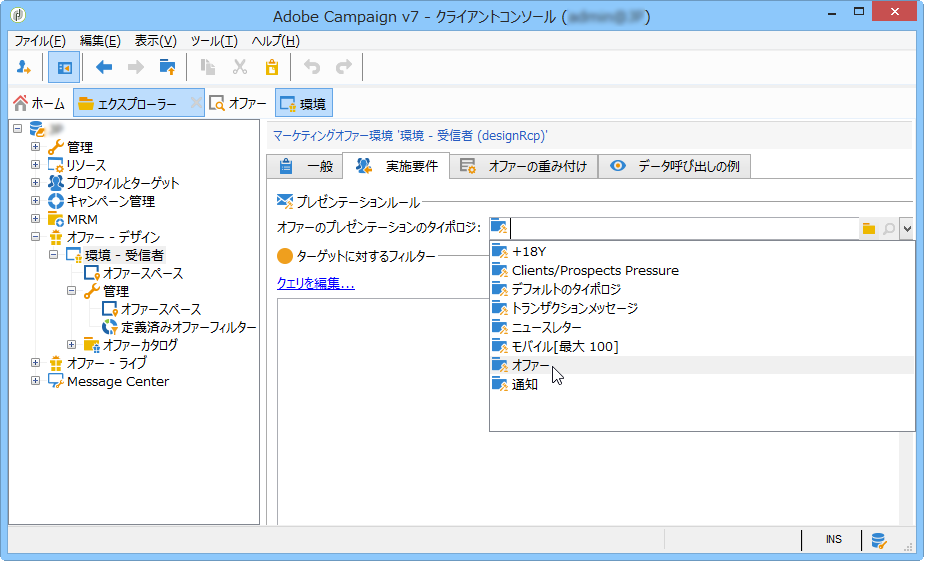 Adobe Campaign v7 - クライアントコンソール ( )
ファイル(F) 編集(E) 表示(V) ツール(T) ヘルプ(H)
ホーム エクスプローラー オファー 環境
管理
リソース
プロファイルとターゲット
キャンペーン管理
MRM
オファー - デザイン
環境 - 受信者
オファースペース
管理
オファースペース
定義済みオファーフィルター
オファーカタログ
オファー - ライブ
Message Center
マーケティングオファー環境 '環境 - 受信者 (designRcp)'
一般 実施要件 オファーの重み付け データ呼び出しの例
プレゼンテーションルール
オファーのプレゼンテーションのタイポロジ:
ターゲットに対するフィルター
クエリを編集...
+18Y
Clients/Prospects Pressure
デフォルトのタイポロジ
トランザクションメッセージ
ニュースレター
モバイル[最大 100]
オファー
通知
INS